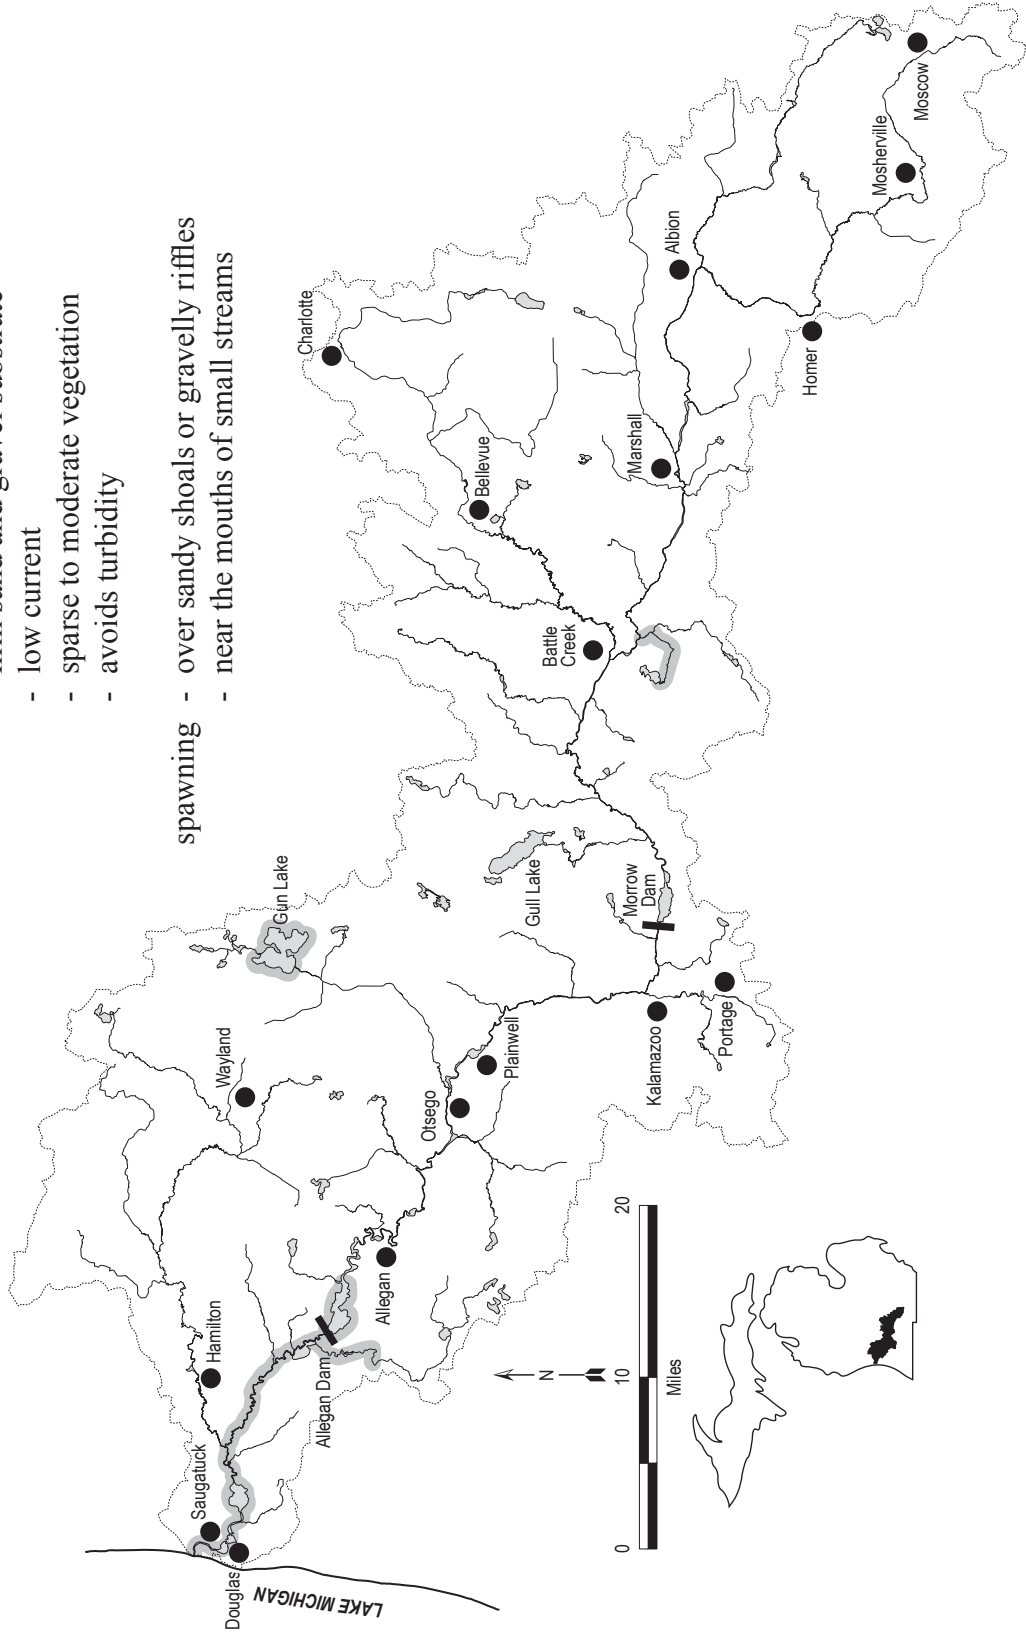 firm sand and gravel substrate
- low current
- sparse to moderate vegetation
- avoids turbidity
spawning - over sandy shoals or gravelly riffles
- near the mouths of small streams
Charlotte
Moscow
Mosherville
Albion
Homer
Bellevue
Marshall
Battle
Creek
Gun Lake
Gull Lake
Morrow
Dam
Wayland
Plainwell
Otsego
Kalamazoo
Portage
Hamilton
Allegan
Allegan Dam
Saugatuck
Douglas
LAKE MICHIGAN
N
0 10 20
Miles